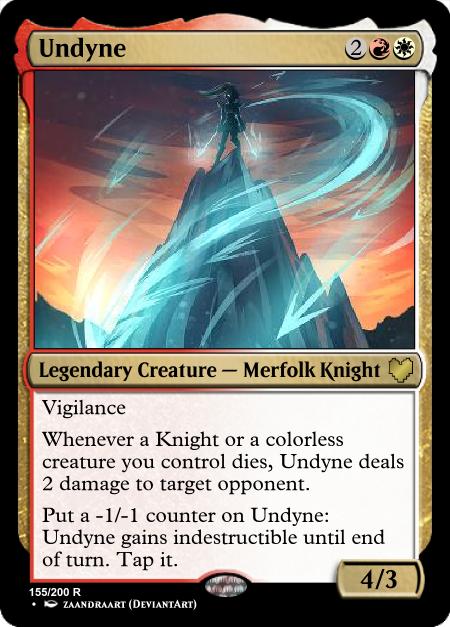 Undyne 2
Legendary Creature — Merfolk Knight
Vigilance
Whenever a Knight or a colorless
creature you control dies, Undyne deals
2 damage to target opponent.
Put a -1/-1 counter on Undyne:
Undyne gains indestructible until end
of turn. Tap it.
4/3
155/200 R
• ZAANDRAART (DEVIANTART)